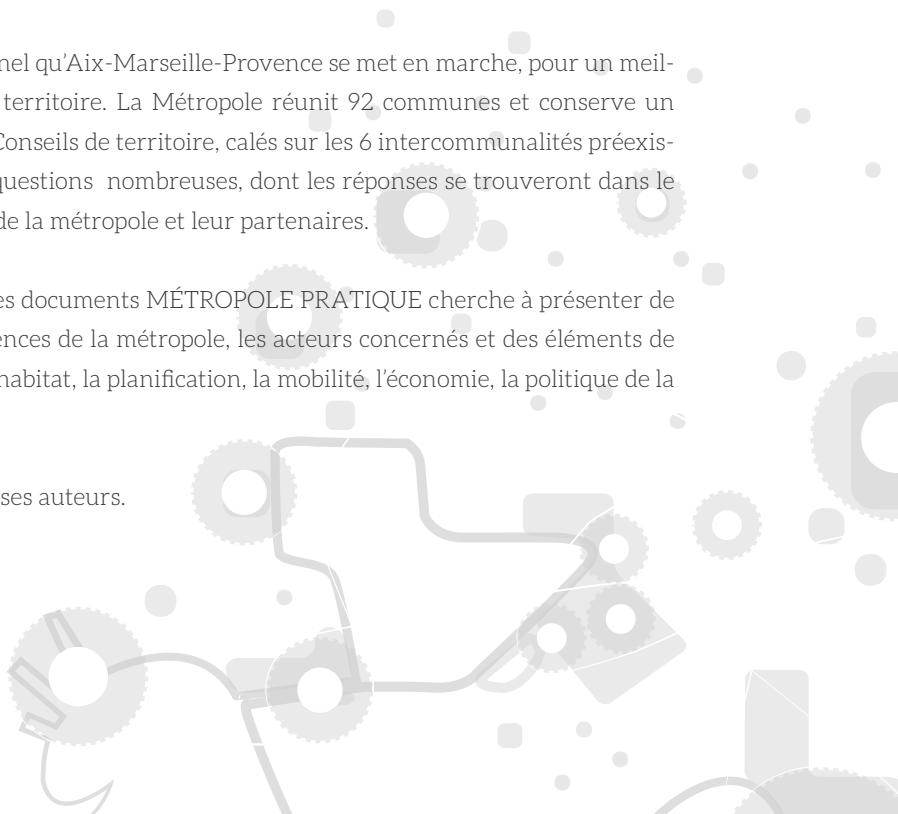 nel qu’Aix-Marseille-Provence se met en marche, pour un meil-
territoire. La Métropole réunit 92 communes et conserve un
Conseils de territoire, calés sur les 6 intercommunalités préexis-
questions nombreuses, dont les réponses se trouveront dans le
de la métropole et leur partenaires.
es documents MÉTROPOLE PRATIQUE cherche à présenter de
ences de la métropole, les acteurs concernés et des éléments de
habitat, la planification, la mobilité, l’économie, la politique de la
ses auteurs.